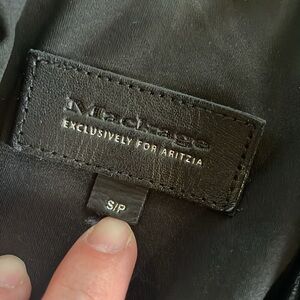 Mackage
EXCLUSIVELY FOR ARITZIA
S/P